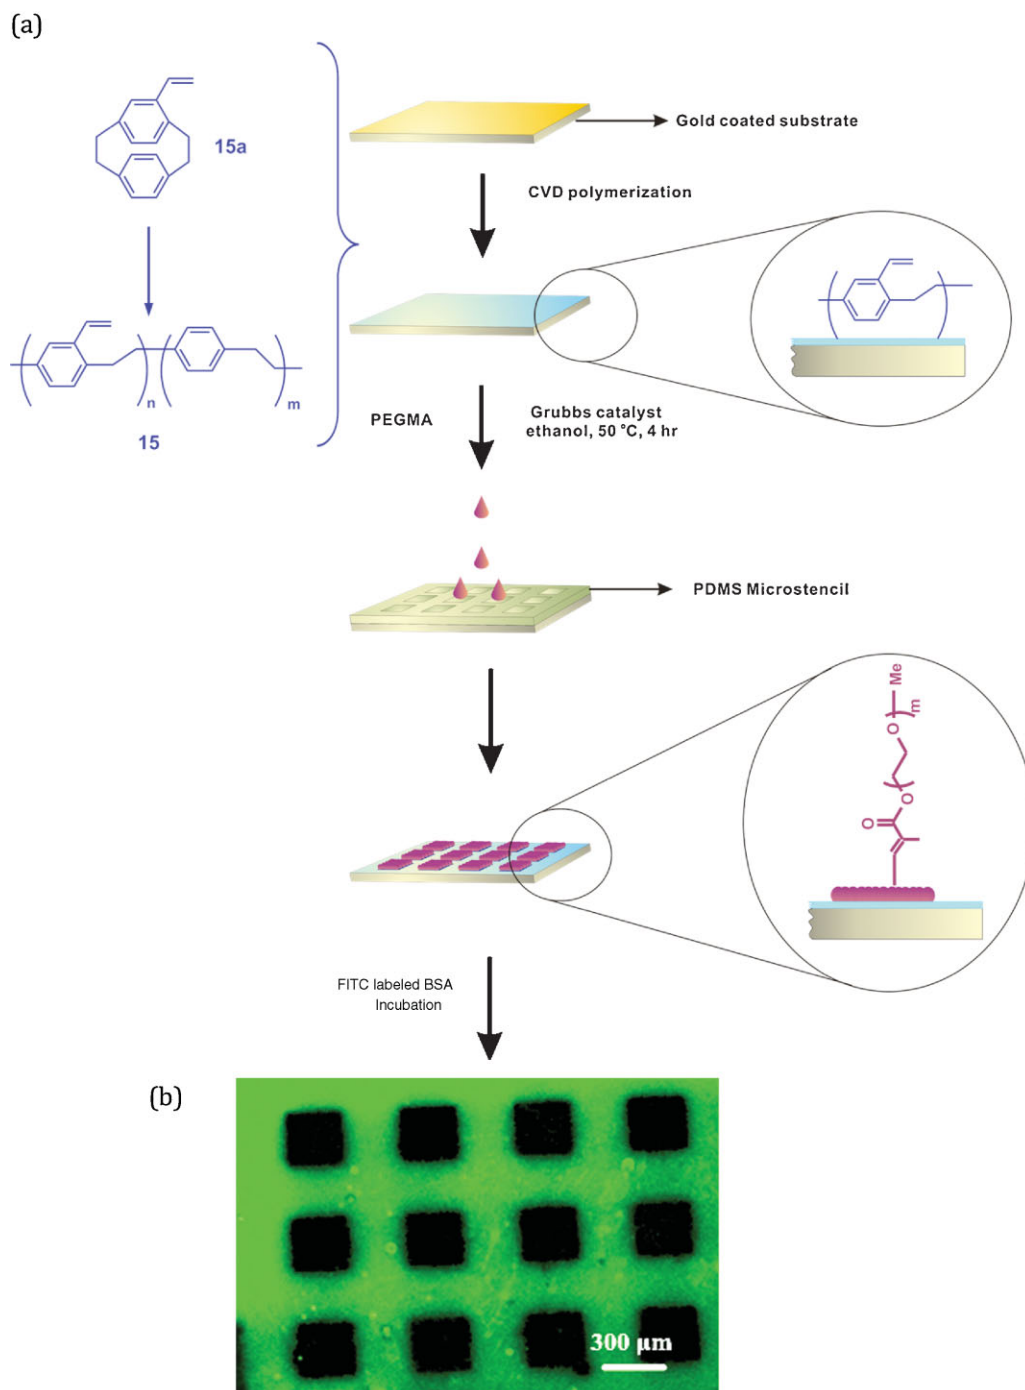 (a)
15a
Gold coated substrate
CVD polymerization
n
m
15
PEGMA
Grubbs catalyst
ethanol, 50 °C, 4 hr
PDMS Microstencil
Me
m
O
O
O
FITC labeled BSA
Incubation
(b)
300 μm